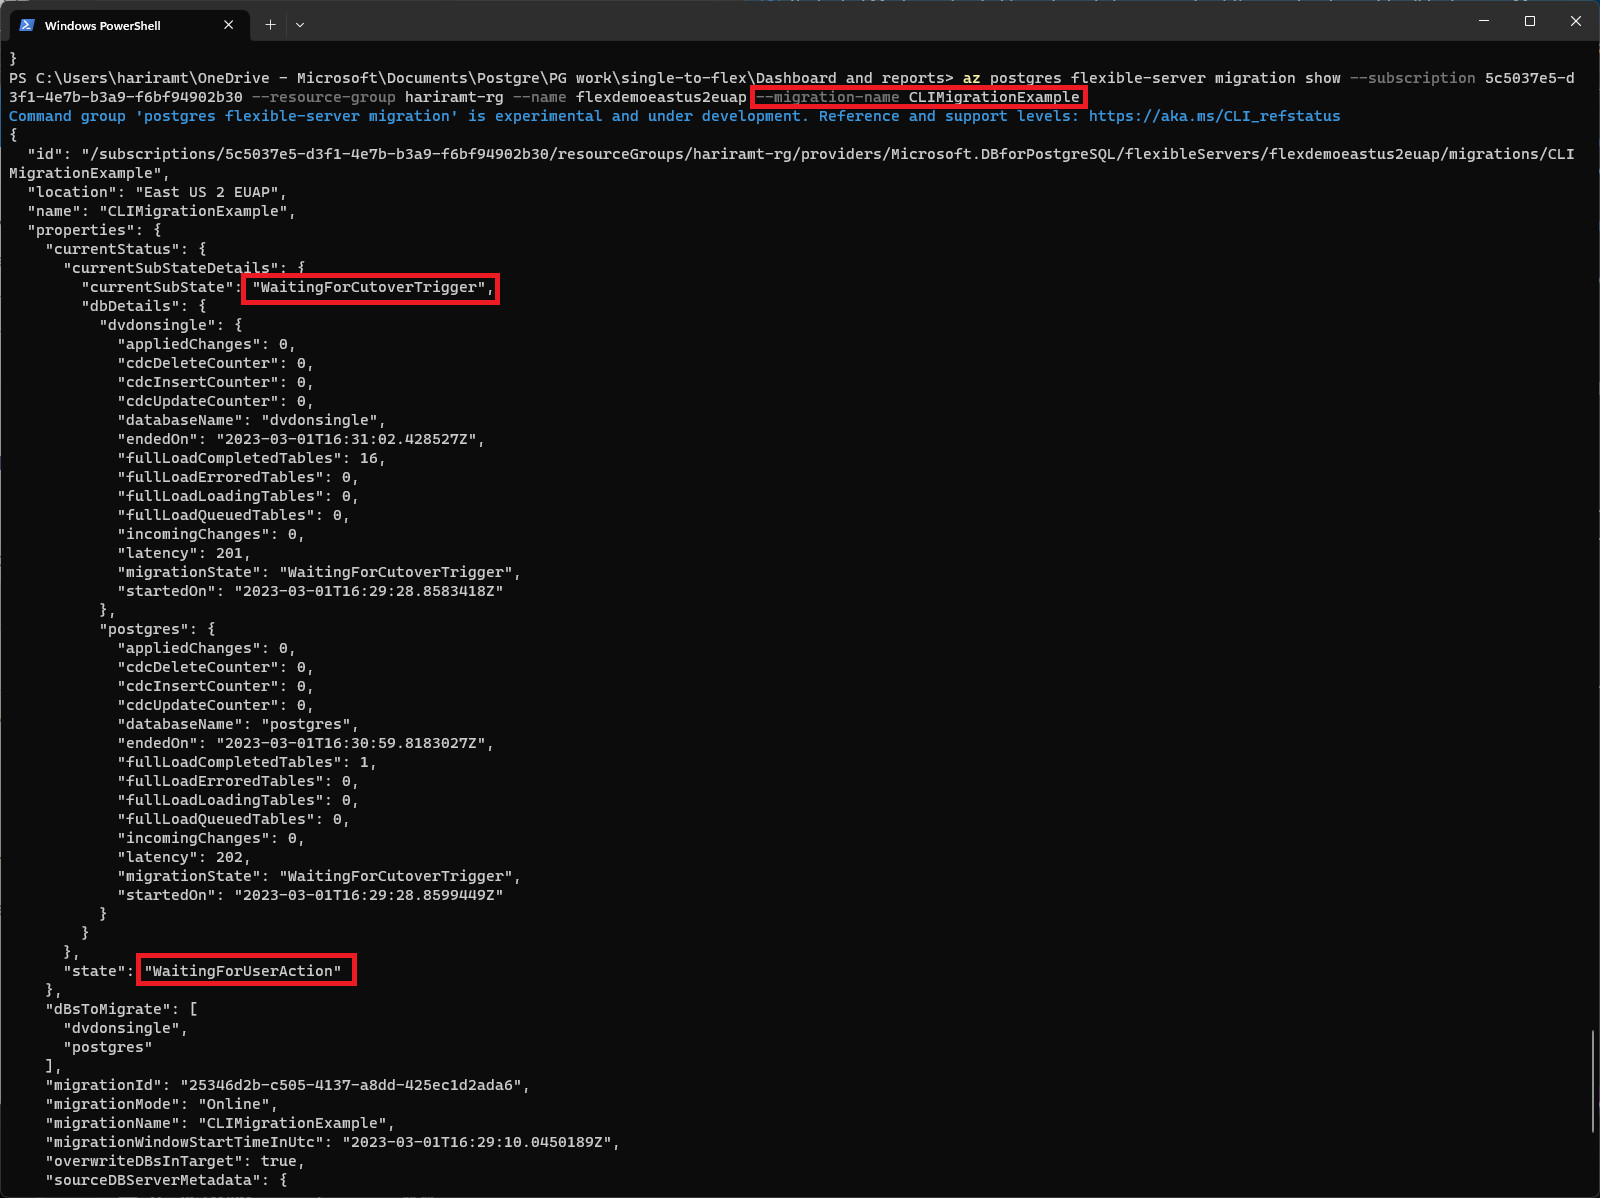 Windows PowerShell
}
PS C:\Users\hariramt\OneDrive - Microsoft\Documents\Postgre\PG work\single-to-flex\Dashboard and reports> az postgres flexible-server migration show --subscription 5c5037e5-d
3f1-4e7b-b3a9-f6bf94902b30 --resource-group hariramt-rg --name flexdemoeastus2euap --migration-name CLIMigrationExample
Command group 'postgres flexible-server migration' is experimental and under development. Reference and support levels: https://aka.ms/CLI_refstatus
{
  "id": "/subscriptions/5c5037e5-d3f1-4e7b-b3a9-f6bf94902b30/resourceGroups/hariramt-rg/providers/Microsoft.DBforPostgreSQL/flexibleServers/flexdemoeastus2euap/migrations/CLI
MigrationExample",
  "location": "East US 2 EUAP",
  "name": "CLIMigrationExample",
  "properties": {
    "currentStatus": {
      "currentSubStateDetails": {
        "currentSubState": "WaitingForCutoverTrigger",
        "dbDetails": {
          "dvdonsingle": {
            "appliedChanges": 0,
            "cdcDeleteCounter": 0,
            "cdcInsertCounter": 0,
            "cdcUpdateCounter": 0,
            "databaseName": "dvdonsingle",
            "endedOn": "2023-03-01T16:31:02.428527Z",
            "fullLoadCompletedTables": 16,
            "fullLoadErroredTables": 0,
            "fullLoadLoadingTables": 0,
            "fullLoadQueuedTables": 0,
            "incomingChanges": 0,
            "latency": 201,
            "migrationState": "WaitingForCutoverTrigger",
            "startedOn": "2023-03-01T16:29:28.8583418Z"
          },
          "postgres": {
            "appliedChanges": 0,
            "cdcDeleteCounter": 0,
            "cdcInsertCounter": 0,
            "cdcUpdateCounter": 0,
            "databaseName": "postgres",
            "endedOn": "2023-03-01T16:30:59.8183027Z",
            "fullLoadCompletedTables": 1,
            "fullLoadErroredTables": 0,
            "fullLoadLoadingTables": 0,
            "fullLoadQueuedTables": 0,
            "incomingChanges": 0,
            "latency": 202,
            "migrationState": "WaitingForCutoverTrigger",
            "startedOn": "2023-03-01T16:29:28.8599449Z"
          }
        }
      },
      "state": "WaitingForUserAction"
    },
    "dBsToMigrate": [
      "dvdonsingle",
      "postgres"
    ],
    "migrationId": "25346d2b-c505-4137-a8dd-425ec1d2ada6",
    "migrationMode": "Online",
    "migrationName": "CLIMigrationExample",
    "migrationWindowStartTimeInUtc": "2023-03-01T16:29:10.0450189Z",
    "overwriteDBsInTarget": true,
    "sourceDBServerMetadata": {